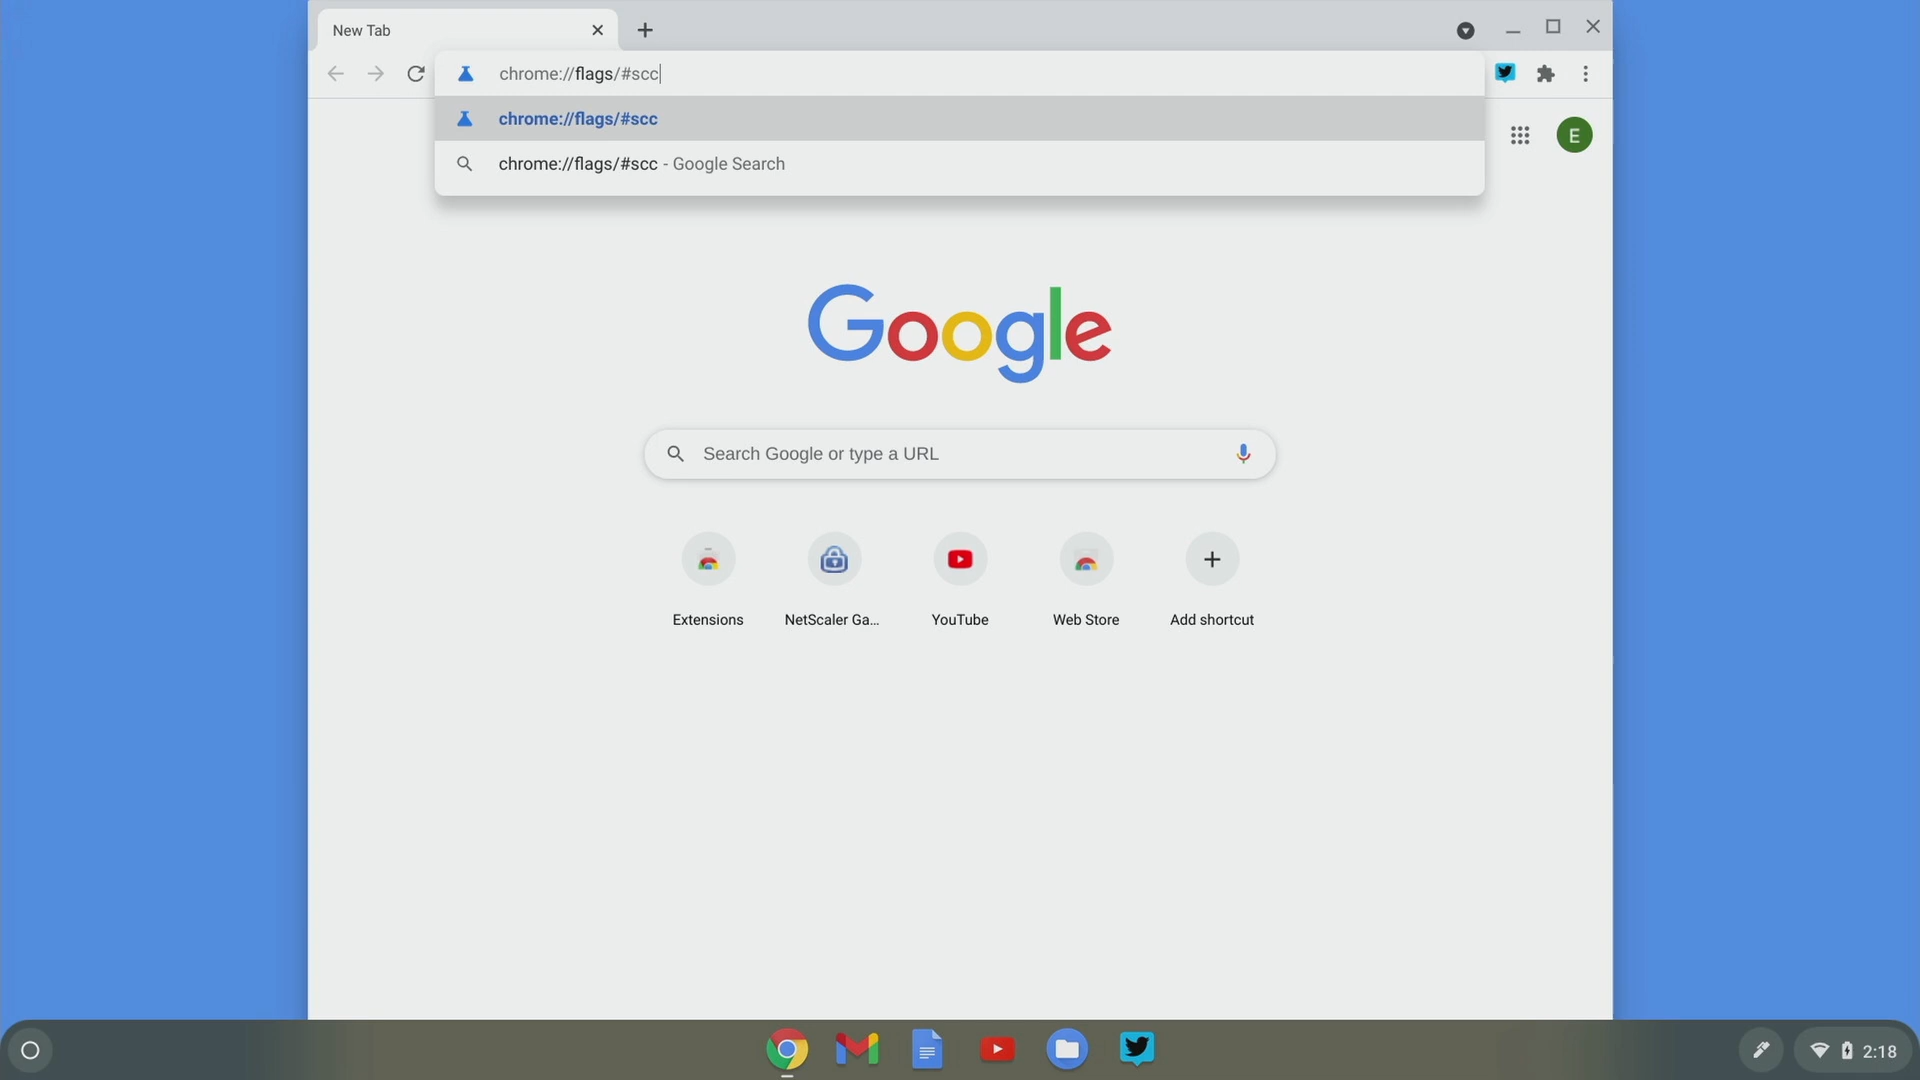 New Tab
chrome://flags/#scc
chrome://flags/#scc
chrome://flags/#scc - Google Search
E
Google
Search Google or type a URL
Extensions
NetScaler Ga...
YouTube
Web Store
Add shortcut
2:18